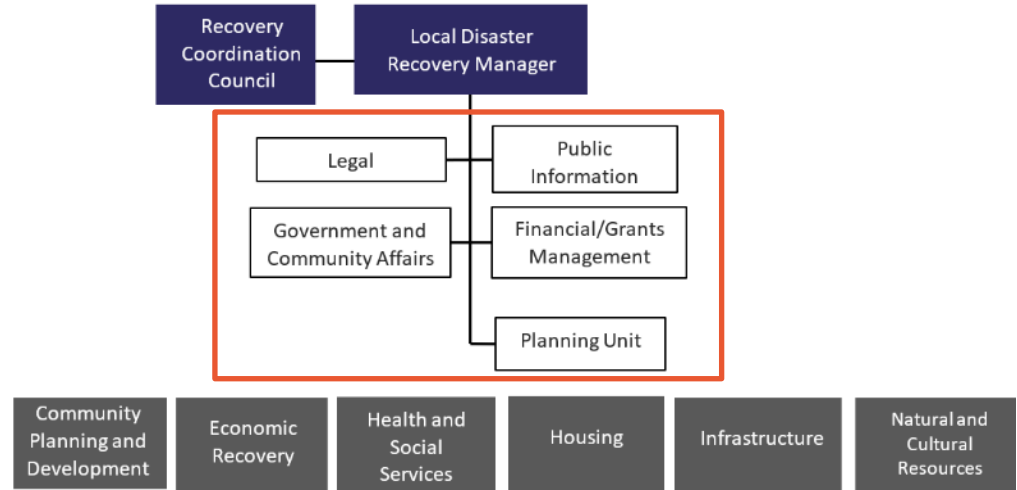 Recovery
Coordination
Council
Local Disaster
Recovery Manager
Legal
Public
Information
Government and
Community Affairs
Financial/Grants
Management
Planning Unit
Community
Planning and
Development
Economic
Recovery
Health and
Social
Services
Housing
Infrastructure
Natural and
Cultural
Resources